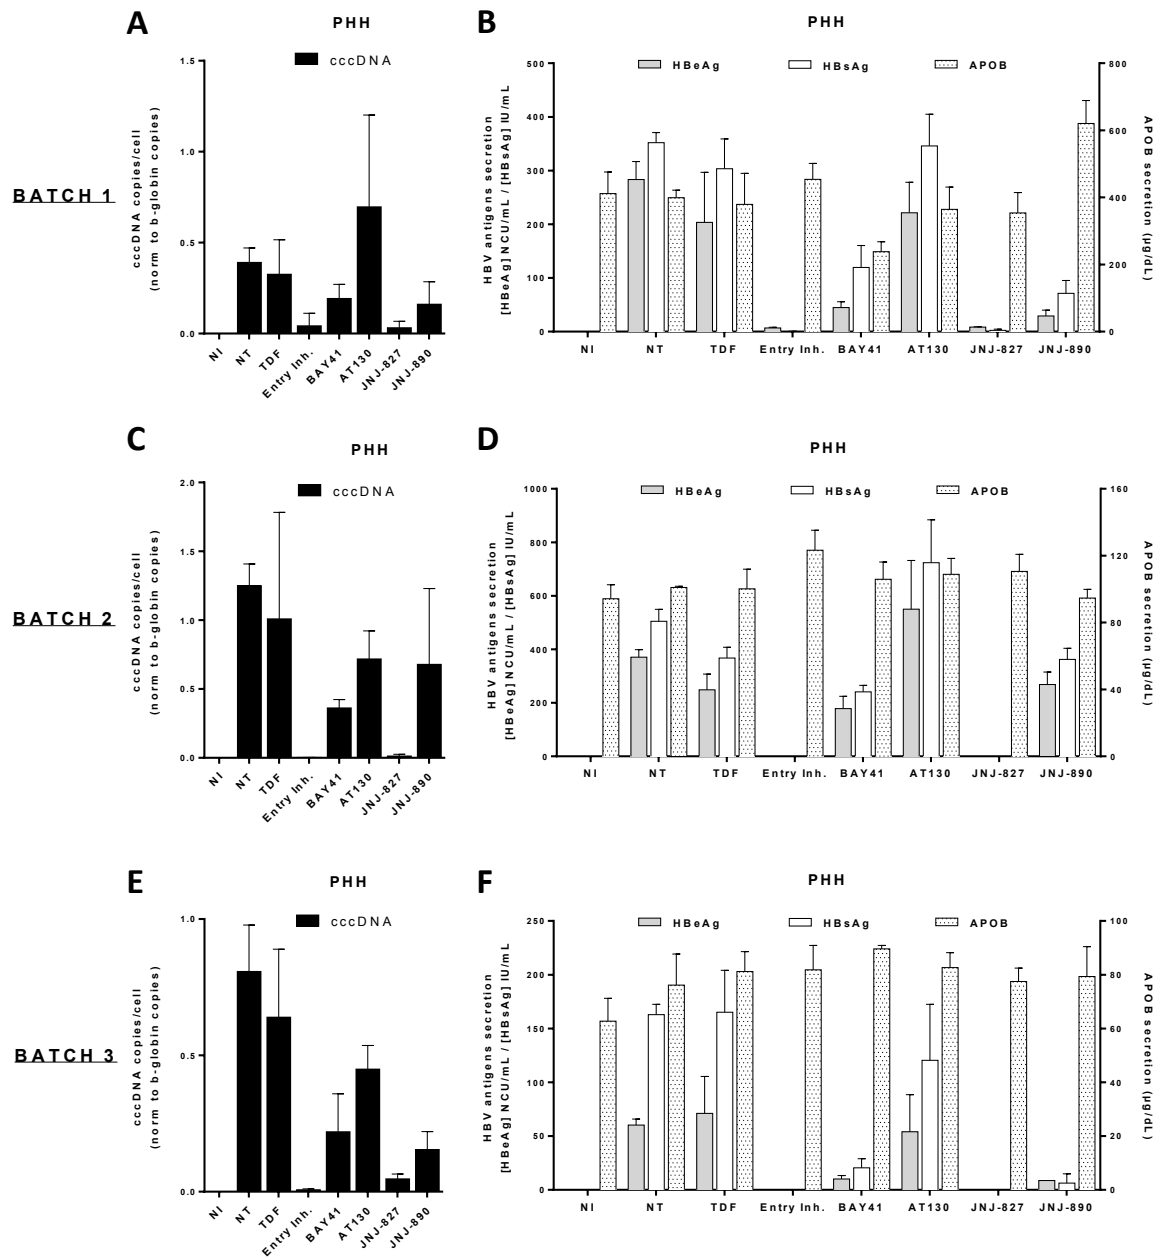 A
PHH
cccDNA
cccDNA copies/cell
(norm to b-globin copies)
1.5
1.0
0.5
0.0
NI
NT
TDF
Entry Inh.
BAY41
AT130
JNJ-827
JNJ-890
BATCH 1
B
PHH
HBeAg
HBsAg
APOB
HBV antigens secretion
[HBeAg] NCU/mL / [HBsAg] IU/mL
500
400
300
200
100
0
800
600
400
200
0
APOB secretion (µg/dL)
NI
NT
TDF
Entry Inh.
BAY41
AT130
JNJ-827
JNJ-890
C
PHH
cccDNA
cccDNA copies/cell
(norm to b-globin copies)
2.0
1.5
1.0
0.5
0.0
NI
NT
TDF
Entry Inh.
BAY41
AT130
JNJ-827
JNJ-890
BATCH 2
D
PHH
HBeAg
HBsAg
APOB
HBV antigens secretion
[HBeAg] NCU/mL / [HBsAg] IU/mL
1000
800
600
400
200
0
160
120
80
40
0
APOB secretion (µg/dL)
NI
NT
TDF
Entry Inh.
BAY41
AT130
JNJ-827
JNJ-890
E
PHH
cccDNA
cccDNA copies/cell
(norm to b-globin copies)
1.0
0.5
0.0
NI
NT
TDF
Entry Inh.
BAY41
AT130
JNJ-827
JNJ-890
BATCH 3
F
PHH
HBeAg
HBsAg
APOB
HBV antigens secretion
[HBeAg] NCU/mL / [HBsAg] IU/mL
250
200
150
100
50
0
100
80
60
40
20
0
APOB secretion (µg/dL)
NI
NT
TDF
Entry Inh.
BAY41
AT130
JNJ-827
JNJ-890